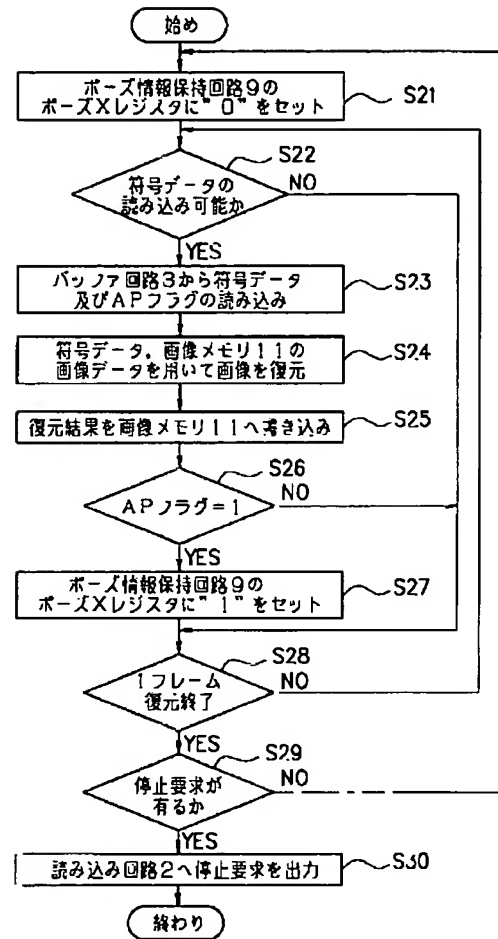 始め
ポーズ情報保持回路9の
ポーズXレジスタに"0"をセット
S21
S22
符号データの
読み込み可能か
NO
YES
バッファ回路3から符号データ
及びAPフラグの読み込み
S23
符号データ，画像メモリ11の
画像データを用いて画像を復元
S24
復元結果を画像メモリ11へ書き込み
S25
S26
APフラグ=1
NO
YES
ポーズ情報保持回路9の
ポーズXレジスタに"1"をセット
S27
S28
1フレーム
復元終了
NO
YES
S29
停止要求が
有るか
NO
YES
読み込み回路2へ停止要求を出力
S30
終わり